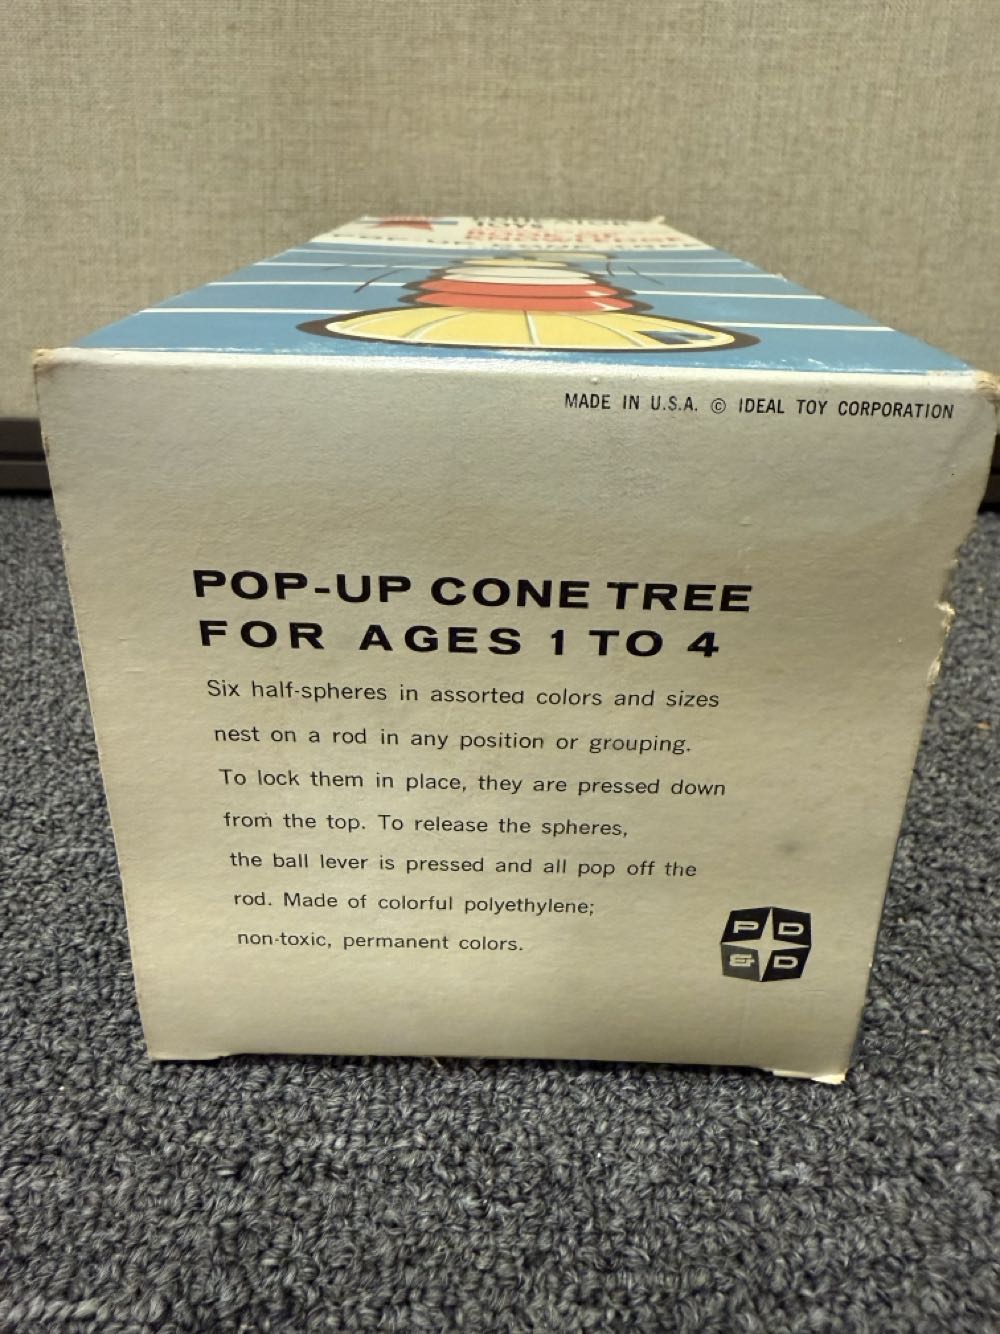 MADE IN U.S.A. © IDEAL TOY CORPORATION
POP-UP CONE TREE
FOR AGES 1 TO 4
Six half-spheres in assorted colors and sizes
nest on a rod in any position or grouping.
To lock them in place, they are pressed down
from the top. To release the spheres,
the ball lever is pressed and all pop off the
rod. Made of colorful polyethylene;
non-toxic, permanent colors.
P D
& D